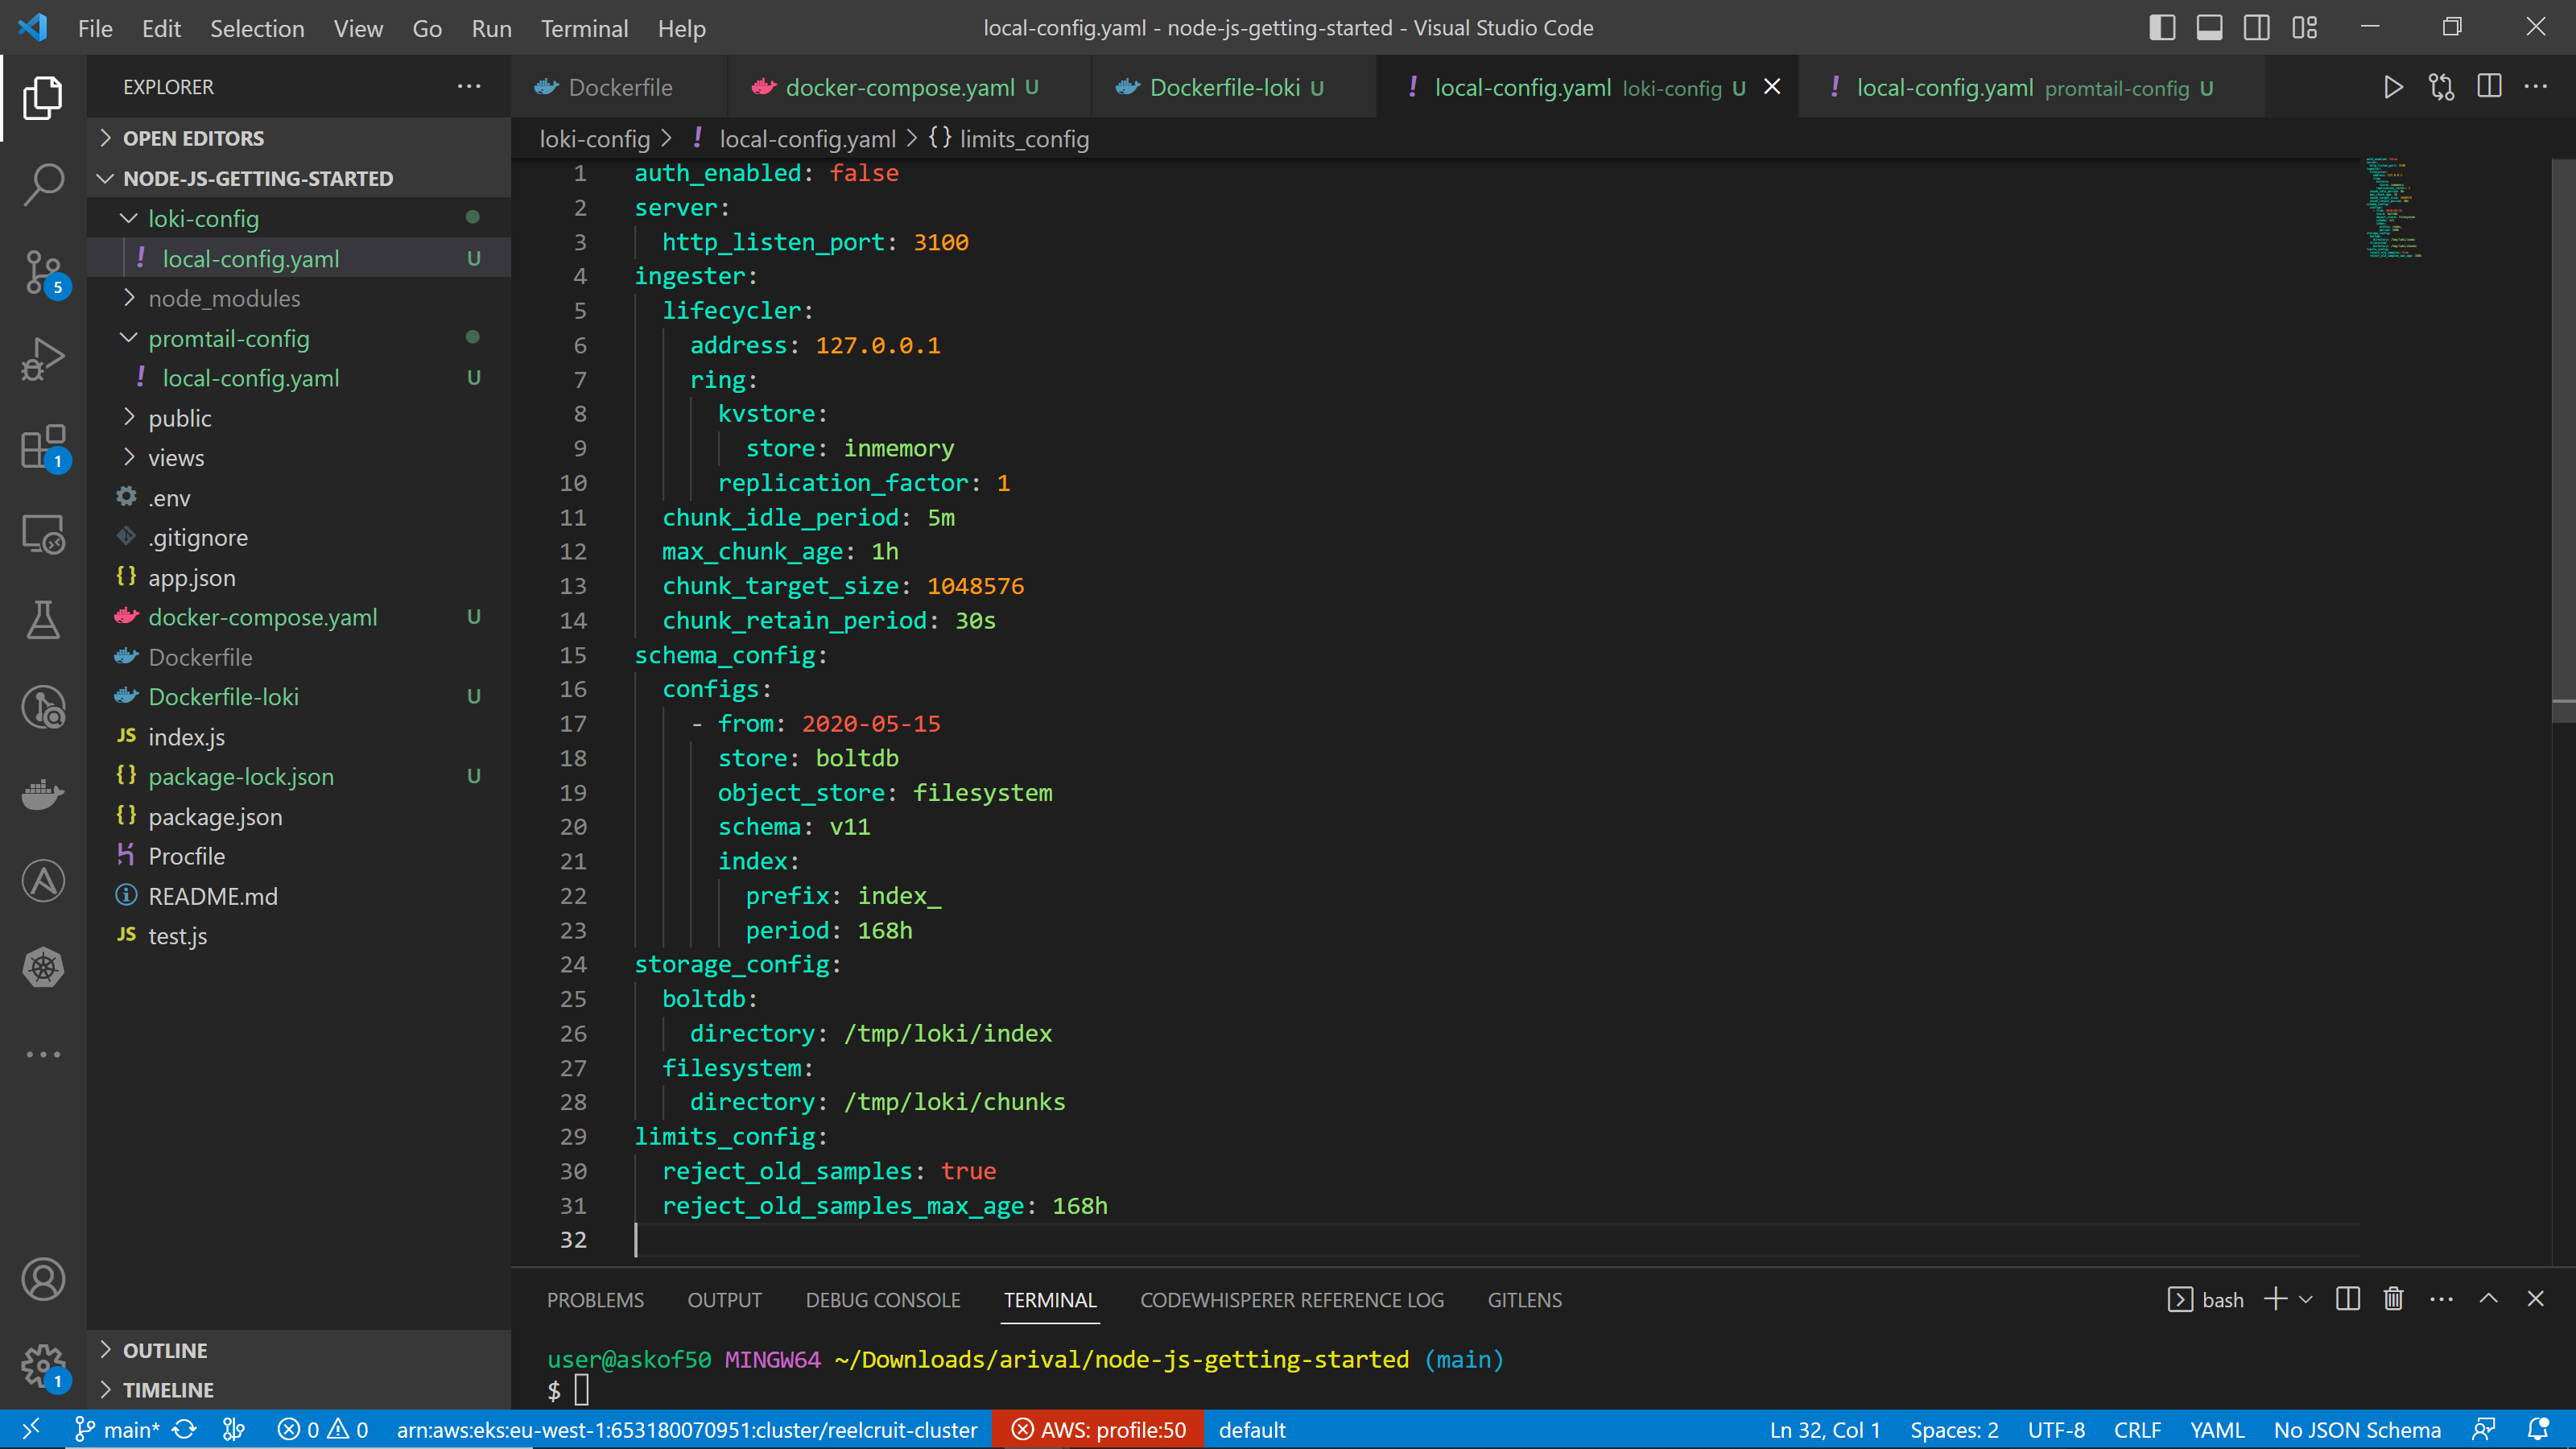 File Edit Selection View Go Run Terminal Help
local-config.yaml - node-js-getting-started - Visual Studio Code
EXPLORER
OPEN EDITORS
NODE-JS-GETTING-STARTED
loki-config
local-config.yaml U
node_modules
promtail-config
local-config.yaml U
public
views
.env
.gitignore
app.json
docker-compose.yaml U
Dockerfile
Dockerfile-loki U
index.js
package-lock.json U
package.json
Procfile
README.md
test.js
OUTLINE
TIMELINE
5
1
1
Dockerfile
docker-compose.yaml U
Dockerfile-loki U
local-config.yaml loki-config U
local-config.yaml promtail-config U
loki-config > ! local-config.yaml > {} limits_config
1 auth_enabled: false
2 server:
3   http_listen_port: 3100
4 ingester:
5   lifecycler:
6     address: 127.0.0.1
7     ring:
8       kvstore:
9         store: inmemory
10       replication_factor: 1
11   chunk_idle_period: 5m
12   max_chunk_age: 1h
13   chunk_target_size: 1048576
14   chunk_retain_period: 30s
15 schema_config:
16   configs:
17     - from: 2020-05-15
18       store: boltdb
19       object_store: filesystem
20       schema: v11
21       index:
22         prefix: index_
23         period: 168h
24 storage_config:
25   boltdb:
26     directory: /tmp/loki/index
27   filesystem:
28     directory: /tmp/loki/chunks
29 limits_config:
30   reject_old_samples: true
31   reject_old_samples_max_age: 168h
32
PROBLEMS OUTPUT DEBUG CONSOLE TERMINAL CODEWHISPERER REFERENCE LOG GITLENS
bash
user@askof50 MINGW64 ~/Downloads/arival/node-js-getting-started (main)
$
main* 0 0 arn:aws:eks:eu-west-1:653180070951:cluster/reelcruit-cluster AWS: profile:50 default
Ln 32, Col 1 Spaces: 2 UTF-8 CRLF YAML No JSON Schema